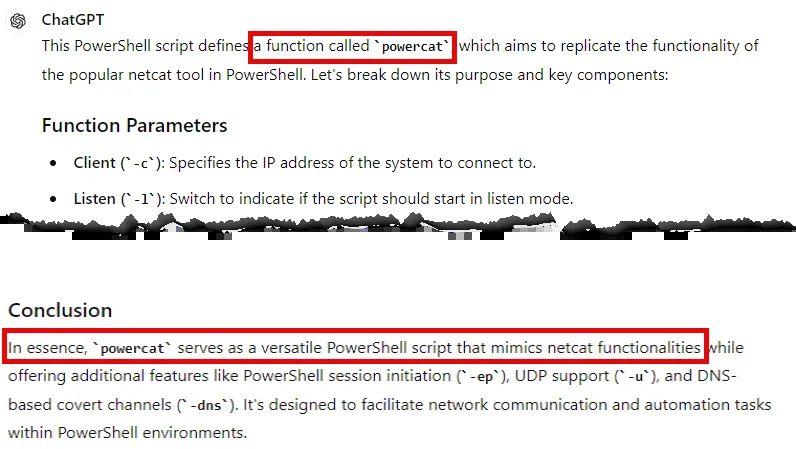 ChatGPT
This PowerShell script defines a function called `powercat`, which aims to replicate the functionality of
the popular netcat tool in PowerShell. Let's break down its purpose and key components:
Function Parameters
• Client (`-c`): Specifies the IP address of the system to connect to.
• Listen (`-l`): Switch to indicate if the script should start in listen mode.
Conclusion
In essence, `powercat` serves as a versatile PowerShell script that mimics netcat functionalities while
offering additional features like PowerShell session initiation (`-ep`), UDP support (`-u`), and DNS-
based covert channels (`-dns`). It's designed to facilitate network communication and automation tasks
within PowerShell environments.